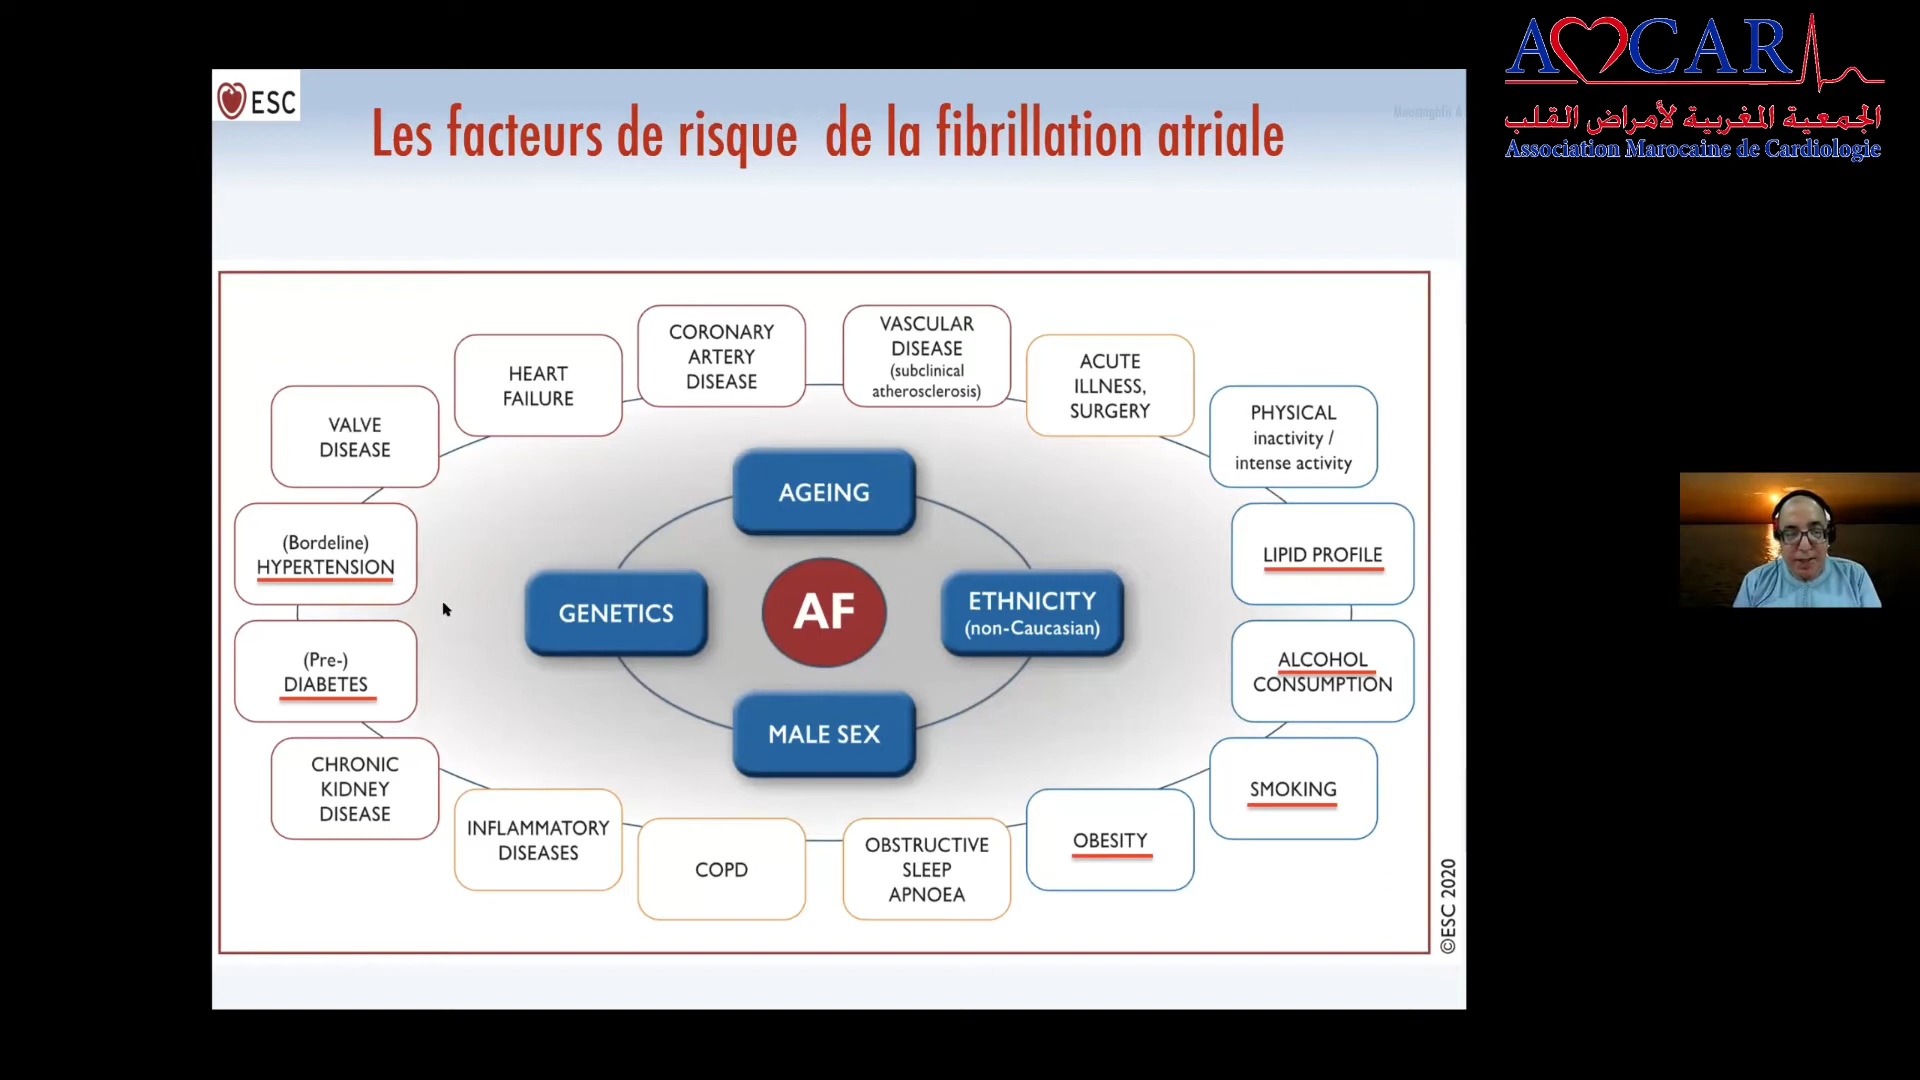 ESC
Les facteurs de risque de la fibrillation atriale
AMCAR
الجمعية المغربية لأمراض القلب
Association Marocaine de Cardiologie
CORONARY
ARTERY
DISEASE
VASCULAR
DISEASE
(subclinical
atherosclerosis)
HEART
FAILURE
ACUTE
ILLNESS,
SURGERY
VALVE
DISEASE
PHYSICAL
inactivity /
intense activity
(Bordeline)
HYPERTENSION
LIPID PROFILE
(Pre-)
DIABETES
ALCOHOL
CONSUMPTION
CHRONIC
KIDNEY
DISEASE
SMOKING
INFLAMMATORY
DISEASES
COPD
OBSTRUCTIVE
SLEEP
APNOEA
OBESITY
AGEING
GENETICS
AF
ETHNICITY
(non-Caucasian)
MALE SEX
©ESC 2020